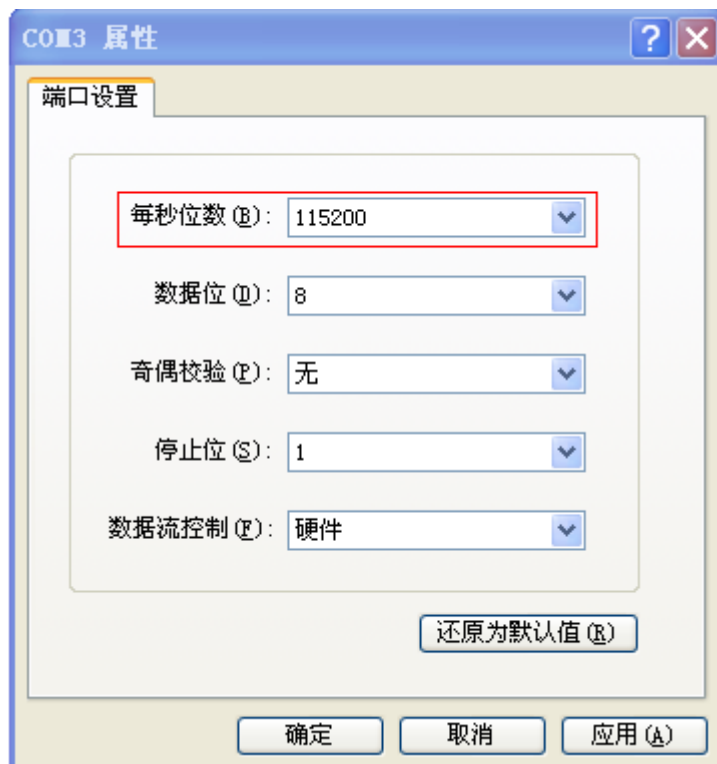 COM3 属性
端口设置
每秒位数(B): 115200
数据位(D): 8
奇偶校验(P): 无
停止位(S): 1
数据流控制(F): 硬件
还原为默认值(R)
确定 取消 应用(A)